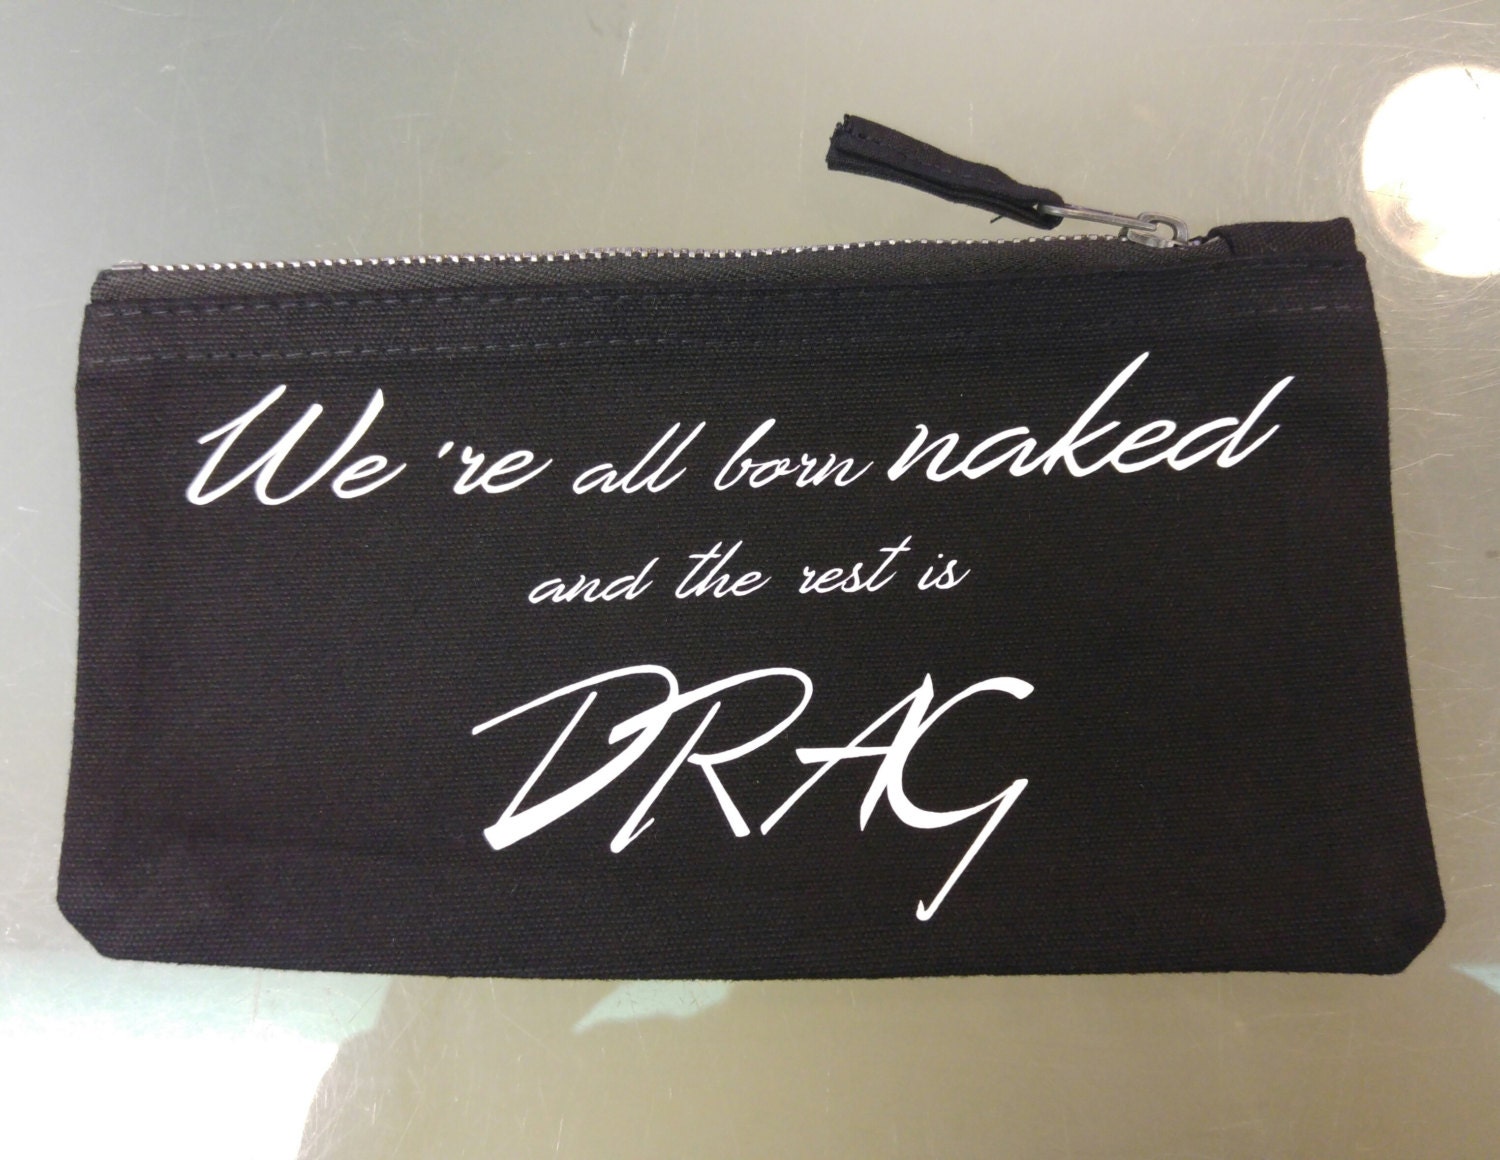 We're all born naked
and the rest is
DRAG